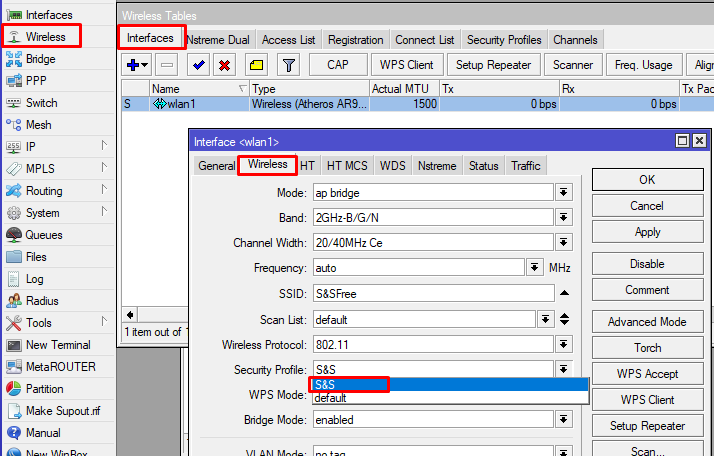 Interfaces
Wireless
Bridge
PPP
Switch
Mesh
IP
MPLS
Routing
System
Queues
Files
Log
Radius
Tools
New Terminal
MetaROUTER
Partition
Make Supout.rif
Manual
New WinBox
Wireless Tables
Interfaces Nstreme Dual Access List Registration Connect List Security Profiles Channels
CAP WPS Client Setup Repeater Scanner Freq. Usage
Name Type Actual MTU Tx Rx Tx Pac
S wlan1 Wireless (Atheros AR9... 1500 0 bps 0 bps
1 item out of
Interface <wlan1>
General Wireless HT HT MCS WDS Nstreme Status Traffic
Mode: ap bridge
Band: 2GHz-B/G/N
Channel Width: 20/40MHz Ce
Frequency: auto MHz
SSID: S&SFree
Scan List: default
Wireless Protocol: 802.11
Security Profile: S&S
S&S
default
WPS Mode:
Bridge Mode: enabled
VLAN Mode: no tag
OK
Cancel
Apply
Disable
Comment
Advanced Mode
Torch
WPS Accept
WPS Client
Setup Repeater
Scan...